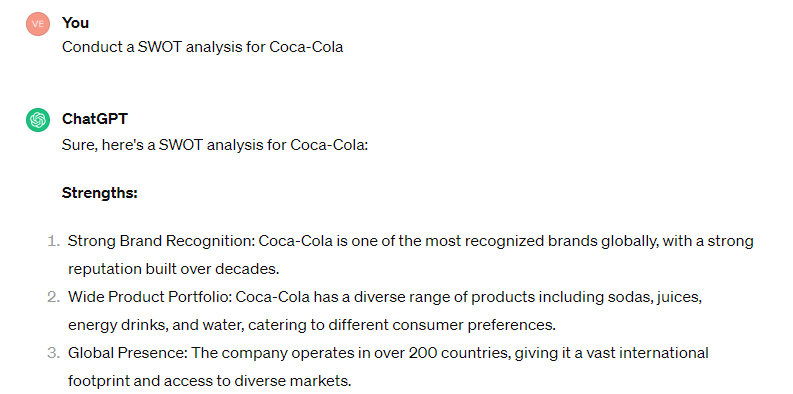 VE
You
Conduct a SWOT analysis for Coca-Cola
ChatGPT
Sure, here's a SWOT analysis for Coca-Cola:
Strengths:
1. Strong Brand Recognition: Coca-Cola is one of the most recognized brands globally, with a strong
reputation built over decades.
2. Wide Product Portfolio: Coca-Cola has a diverse range of products including sodas, juices,
energy drinks, and water, catering to different consumer preferences.
3. Global Presence: The company operates in over 200 countries, giving it a vast international
footprint and access to diverse markets.